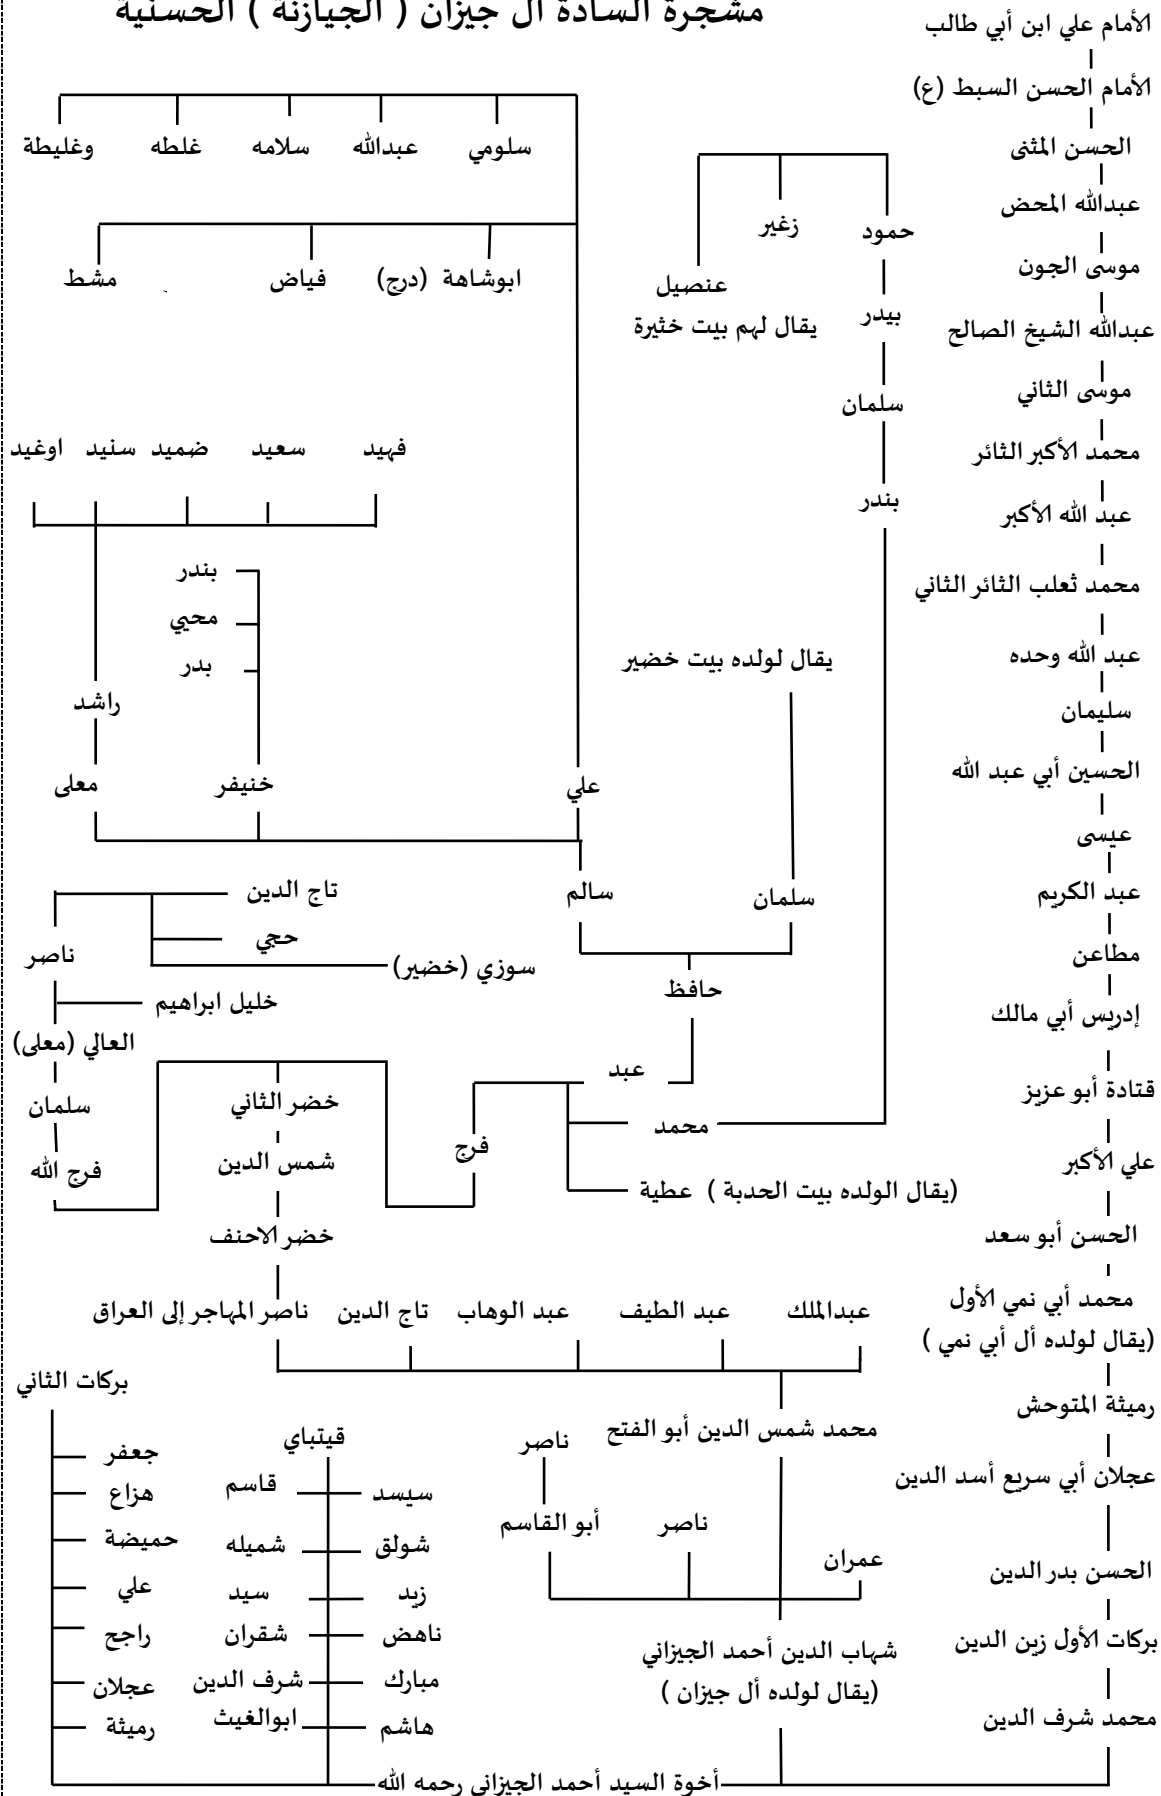 مشجرة السادة ال جيزان ( الجيازنة ) الحسنية
الأمام علي ابن أبي طالب
الأمام الحسن السبط (ع)
الحسن المثنى
عبدالله المحض
موسى الجون
عبدالله الشيخ الصالح
موسى الثاني
محمد الأكبر الثائر
عبد الله الأكبر
محمد ثعلب الثائر الثاني
عبد الله وحده
سليمان
الحسين أبي عبد الله
عيسى
عبد الكريم
مطاعن
إدريس أبي مالك
قتادة أبو عزيز
علي الأكبر
الحسن أبو سعد
محمد أبي نمي الأول
(يقال لولده أل أبي نمي )
رميثة المتوحش
عجلان أبي سريع أسد الدين
الحسن بدر الدين
بركات الأول زين الدين
محمد شرف الدين
سلومي عبدالله سلامه غلطه وغليطة
حمود زغير عنصيل
يقال لهم بيت خثيرة
ابوشاهة (درج) فياض مشط
بيدر
سلمان
بندر
فهيد سعيد ضميد سنيد اوغيد
بندر
محيي
بدر
يقال لولده بيت خضير
راشد
علي خنيفر معلى
سلمان سالم
تاج الدين
حجي
سوزي (خضير)
ناصر
حافظ
خليل ابراهيم
العالي (معلى)
عبد
محمد
(يقال الولده بيت الحدبة ) عطية
فرج
خضر الثاني
شمس الدين
خضر الاحنف
سلمان
فرج الله
عبدالملك عبد الطيف عبد الوهاب تاج الدين ناصر المهاجر إلى العراق
محمد شمس الدين أبو الفتح
ناصر
أبو القاسم ناصر عمران
شهاب الدين أحمد الجيزاني
(يقال لولده أل جيزان )
قيتباي
سيسد قاسم
شولق شميله
زيد سيد
ناهض شقران
مبارك شرف الدين
هاشم ابوالغيث
بركات الثاني
جعفر
هزاع
حميضة
علي
راجح
عجلان
رميثة
أخوة السيد أحمد الجيزاني رحمه الله